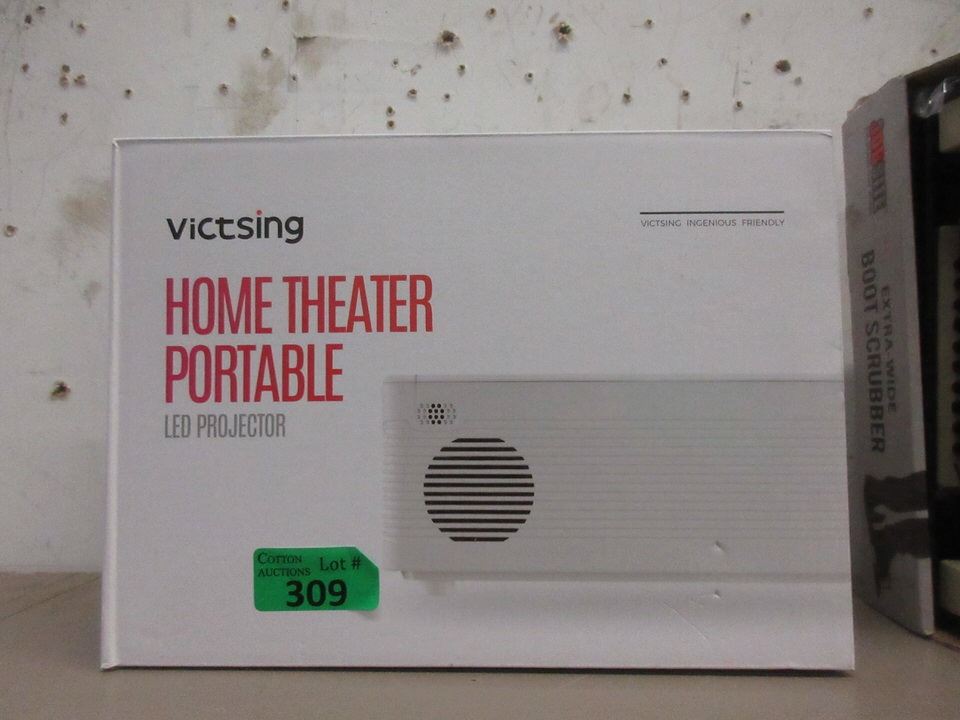 victsing
VICTSING INGENIOUS FRIENDLY
HOME THEATER
PORTABLE
LED PROJECTOR
COTTON
AUCTIONS
Lot #
309
EXTRA-WIDE
BOOT SCRUBBER